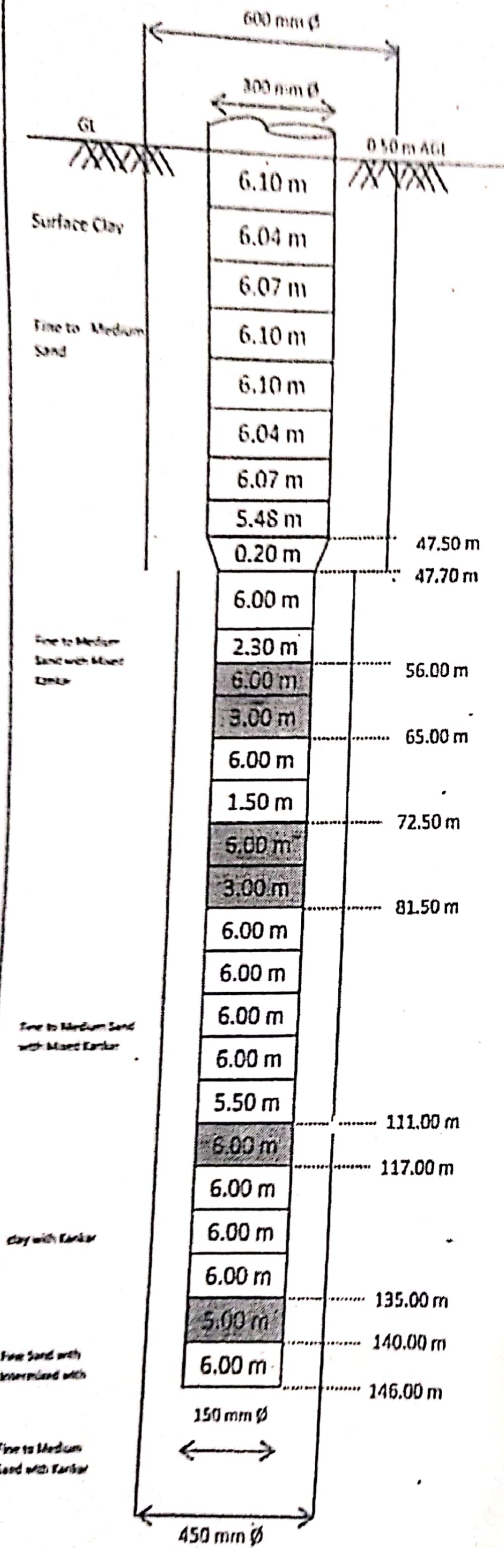 600 mm Ø
300 mm Ø
GL
0.50 m AGL
6.10 m
Surface Clay
6.04 m
6.07 m
Fine to Medium
Sand
6.10 m
6.10 m
6.04 m
6.07 m
5.48 m
0.20 m
47.50 m
47.70 m
6.00 m
Fine to Medium
Sand with Mixed
Kankar
2.30 m
56.00 m
6.00 m
3.00 m
65.00 m
6.00 m
1.50 m
72.50 m
6.00 m
3.00 m
81.50 m
6.00 m
6.00 m
6.00 m
Fine to Medium Sand
with Mixed Kankar
6.00 m
5.50 m
111.00 m
6.00 m
117.00 m
6.00 m
clay with Kankar
6.00 m
6.00 m
135.00 m
5.00 m
140.00 m
Fine Sand with
intermixed with
6.00 m
146.00 m
150 mm Ø
Fine to Medium
Sand with Kankar
450 mm Ø